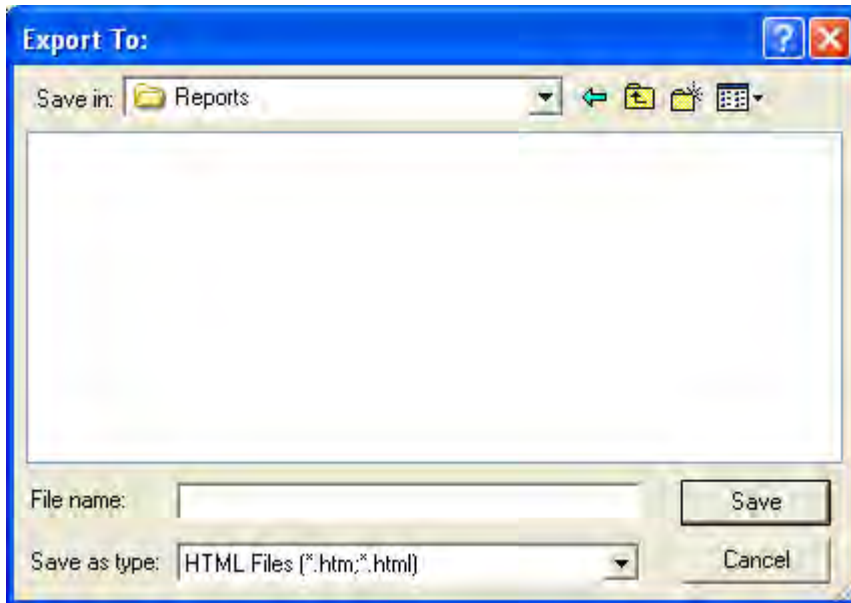 Export To:
Save in: Reports
File name:
Save
Save as type: HTML Files (*.htm;*.html)
Cancel